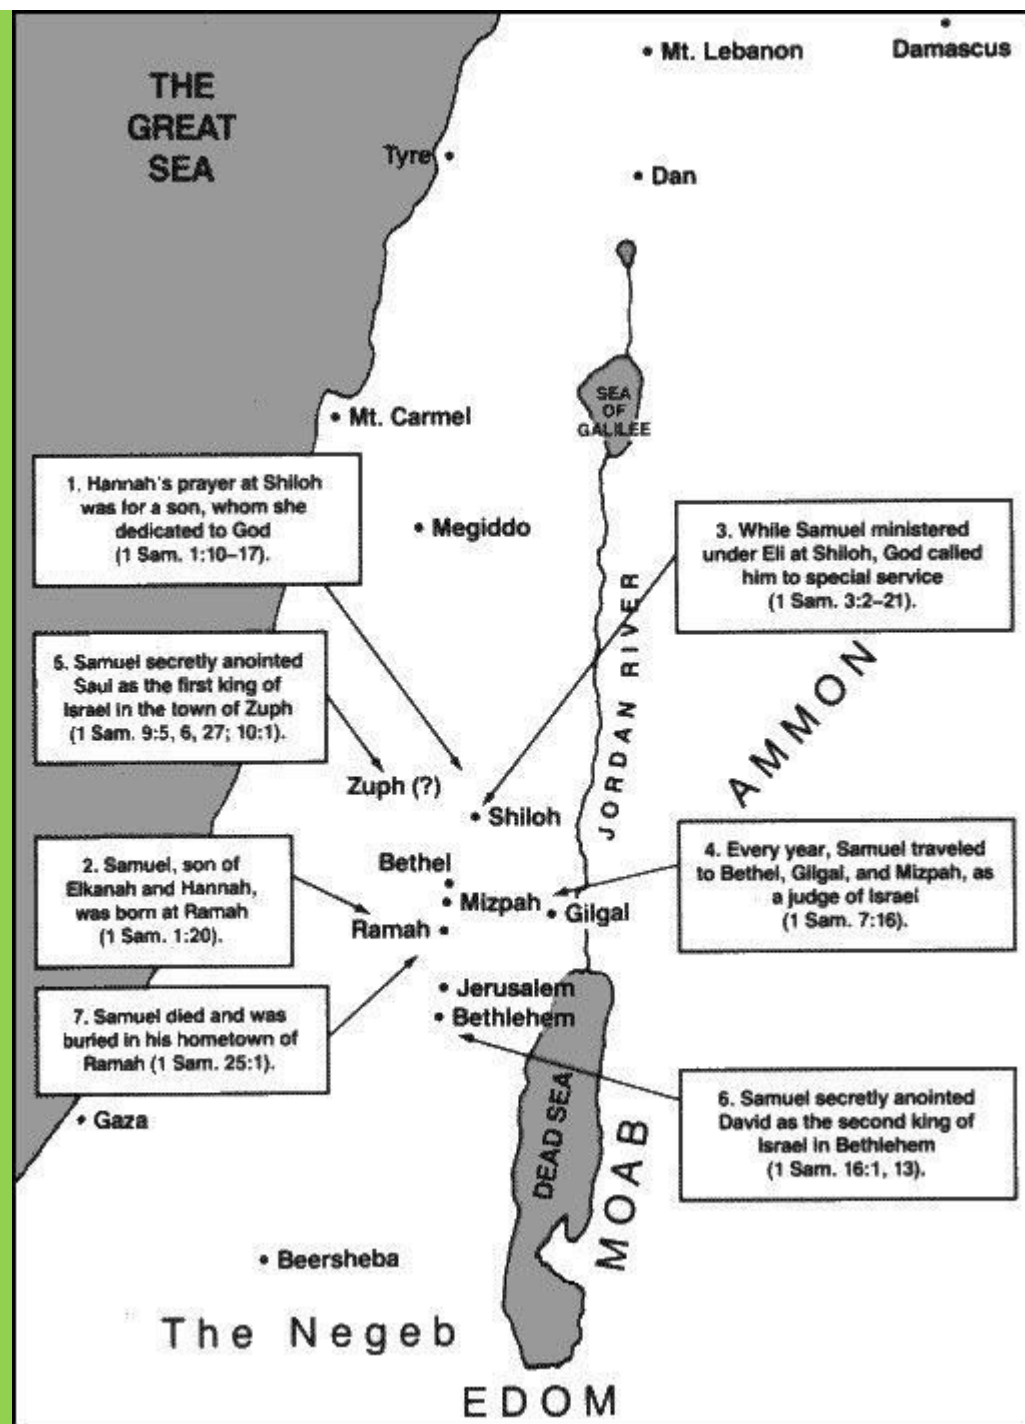 THE
GREAT
SEA
Mt. Lebanon
Damascus
Tyre
Dan
SEA
OF
GALILEE
Mt. Carmel
1. Hannah's prayer at Shiloh
was for a son, whom she
dedicated to God
(1 Sam. 1:10–17).
Megiddo
3. While Samuel ministered
under Eli at Shiloh, God called
him to special service
(1 Sam. 3:2–21).
JORDAN RIVER
5. Samuel secretly anointed
Saul as the first king of
Israel in the town of Zuph
(1 Sam. 9:5, 6, 27; 10:1).
AMMON
Zuph (?)
Shiloh
2. Samuel, son of
Elkanah and Hannah,
was born at Ramah
(1 Sam. 1:20).
Bethel
Mizpah
Gilgal
Ramah
4. Every year, Samuel traveled
to Bethel, Gilgal, and Mizpah, as
a judge of Israel
(1 Sam. 7:16).
7. Samuel died and was
buried in his hometown of
Ramah (1 Sam. 25:1).
Jerusalem
Bethlehem
Gaza
DEAD SEA
MOAB
6. Samuel secretly anointed
David as the second king of
Israel in Bethlehem
(1 Sam. 16:1, 13).
Beersheba
The Negeb
EDOM